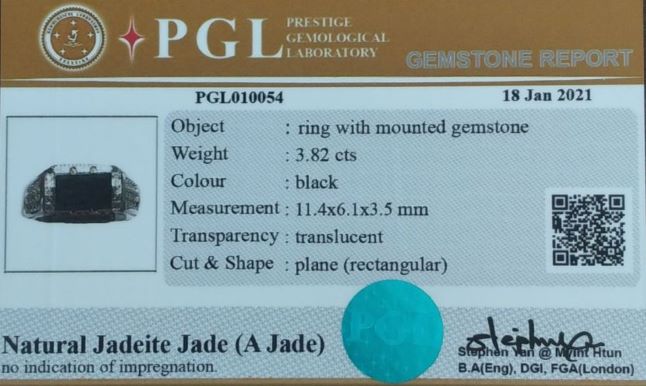 PGL
PRESTIGE
GEMOLOGICAL
LABORATORY
GEMSTONE REPORT
PGL010054 18 Jan 2021
Object : ring with mounted gemstone
Weight : 3.82 cts
Colour : black
Measurement : 11.4x6.1x3.5 mm
Transparency : translucent
Cut & Shape : plane (rectangular)
Natural Jadeite Jade (A Jade)
no indication of impregnation.
Stephen Yan @ Myint Htun
B.A(Eng), DGI, FGA(London)